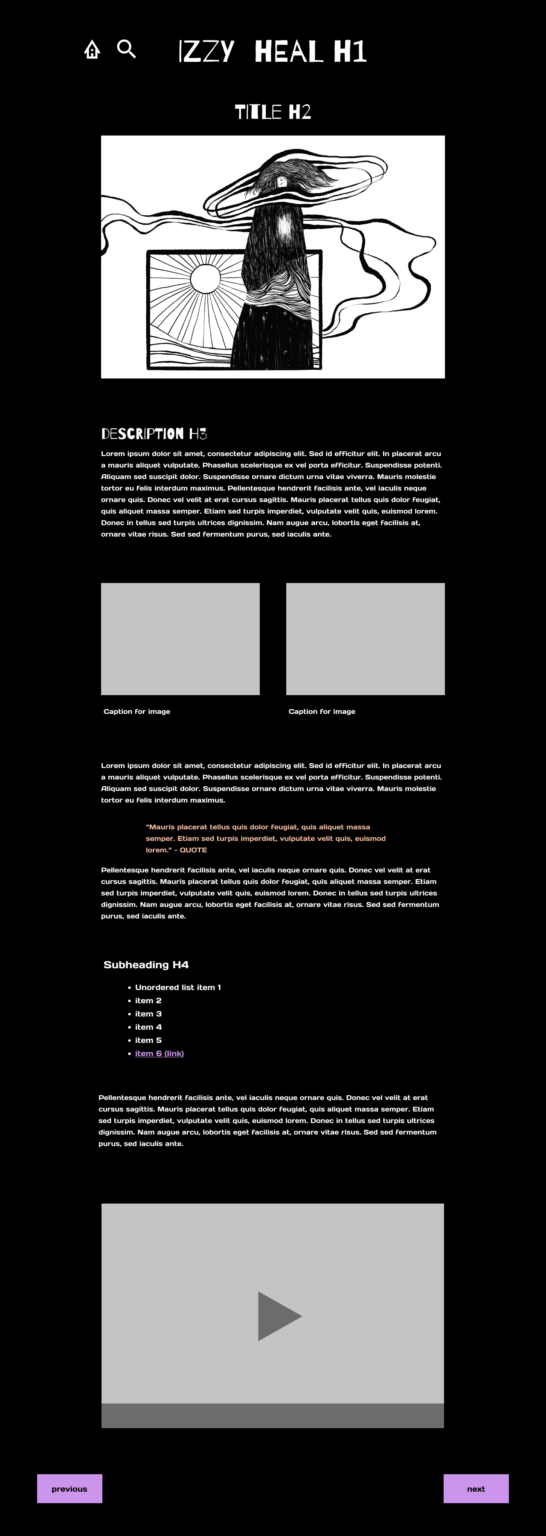 IZZY HEAL H1
TITLE H2
DESCRIPTION H3
Lorem ipsum dolor sit amet, consectetur adipiscing elit. Sed id efficitur elit. In placerat arcu
a mauris aliquet vulputate. Phasellus scelerisque ex vel porta efficitur. Suspendisse potenti.
Aliquam sed suscipit dolor. Suspendisse ornare dictum urna vitae viverra. Mauris molestie
tortor eu felis interdum maximus. Pellentesque hendrerit facilisis ante, vel iaculis neque
ornare quis. Donec vel velit at erat cursus sagittis. Mauris placerat tellus quis dolor feugiat,
quis aliquet massa semper. Etiam sed turpis imperdiet, vulputate velit quis, euismod lorem.
Donec in tellus sed turpis ultrices dignissim. Nam augue arcu, lobortis eget facilisis at,
ornare vitae risus. Sed sed fermentum purus, sed iaculis ante.
Caption for image
Caption for image
Lorem ipsum dolor sit amet, consectetur adipiscing elit. Sed id efficitur elit. In placerat arcu
a mauris aliquet vulputate. Phasellus scelerisque ex vel porta efficitur. Suspendisse potenti.
Aliquam sed suscipit dolor. Suspendisse ornare dictum urna vitae viverra. Mauris molestie
tortor eu felis interdum maximus.
"Mauris placerat tellus quis dolor feugiat, quis aliquet massa
semper. Etiam sed turpis imperdiet, vulputate velit quis, euismod
lorem." - QUOTE
Pellentesque hendrerit facilisis ante, vel iaculis neque ornare quis. Donec vel velit at erat
cursus sagittis. Mauris placerat tellus quis dolor feugiat, quis aliquet massa semper. Etiam
sed turpis imperdiet, vulputate velit quis, euismod lorem. Donec in tellus sed turpis ultrices
dignissim. Nam augue arcu, lobortis eget facilisis at, ornare vitae risus. Sed sed fermentum
purus, sed iaculis ante.
Subheading H4
• Unordered list item 1
• item 2
• item 3
• item 4
• item 5
• item 6 (link)
Pellentesque hendrerit facilisis ante, vel iaculis neque ornare quis. Donec vel velit at erat
cursus sagittis. Mauris placerat tellus quis dolor feugiat, quis aliquet massa semper. Etiam
sed turpis imperdiet, vulputate velit quis, euismod lorem. Donec in tellus sed turpis ultrices
dignissim. Nam augue arcu, lobortis eget facilisis at, ornare vitae risus. Sed sed fermentum
purus, sed iaculis ante.
previous
next